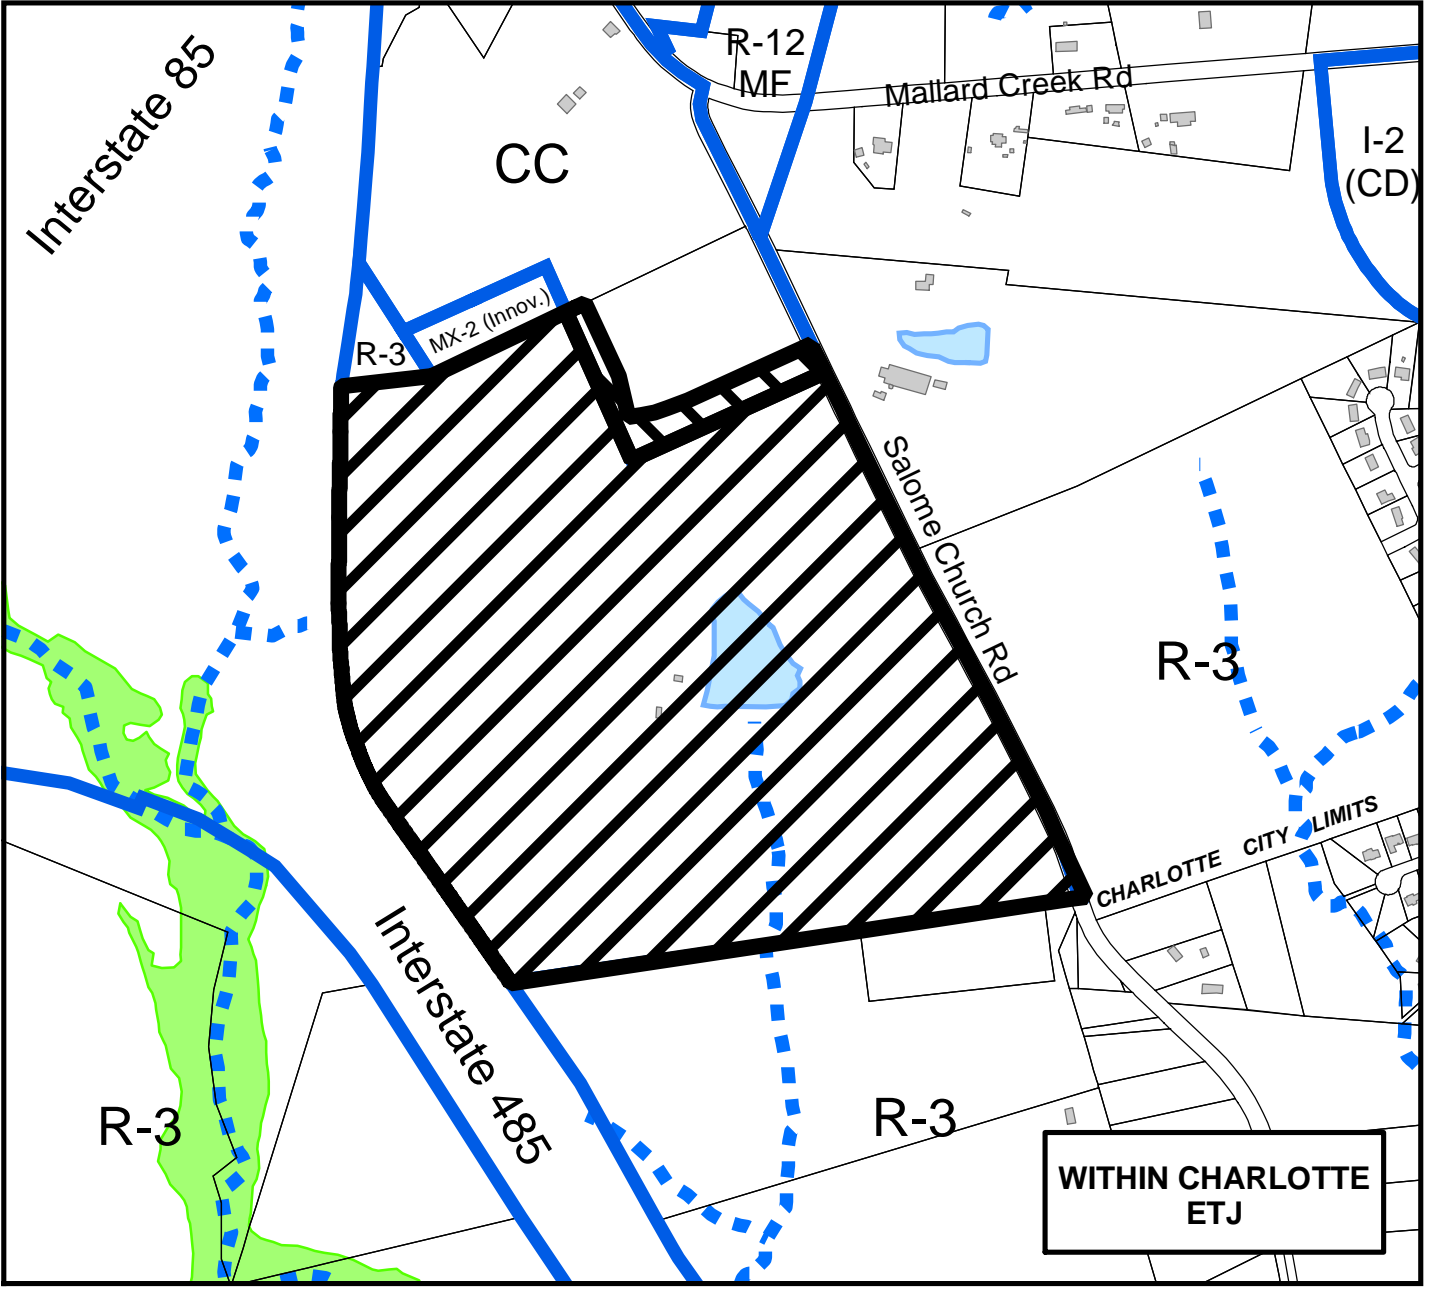 Interstate 85
R-12
MF
Mallard Creek Rd
I-2
(CD)
CC
MX-2 (Innov.)
R-3
Salome Church Rd
R-3
CHARLOTTE CITY LIMITS
Interstate 485
R-3
R-3
WITHIN CHARLOTTE
ETJ